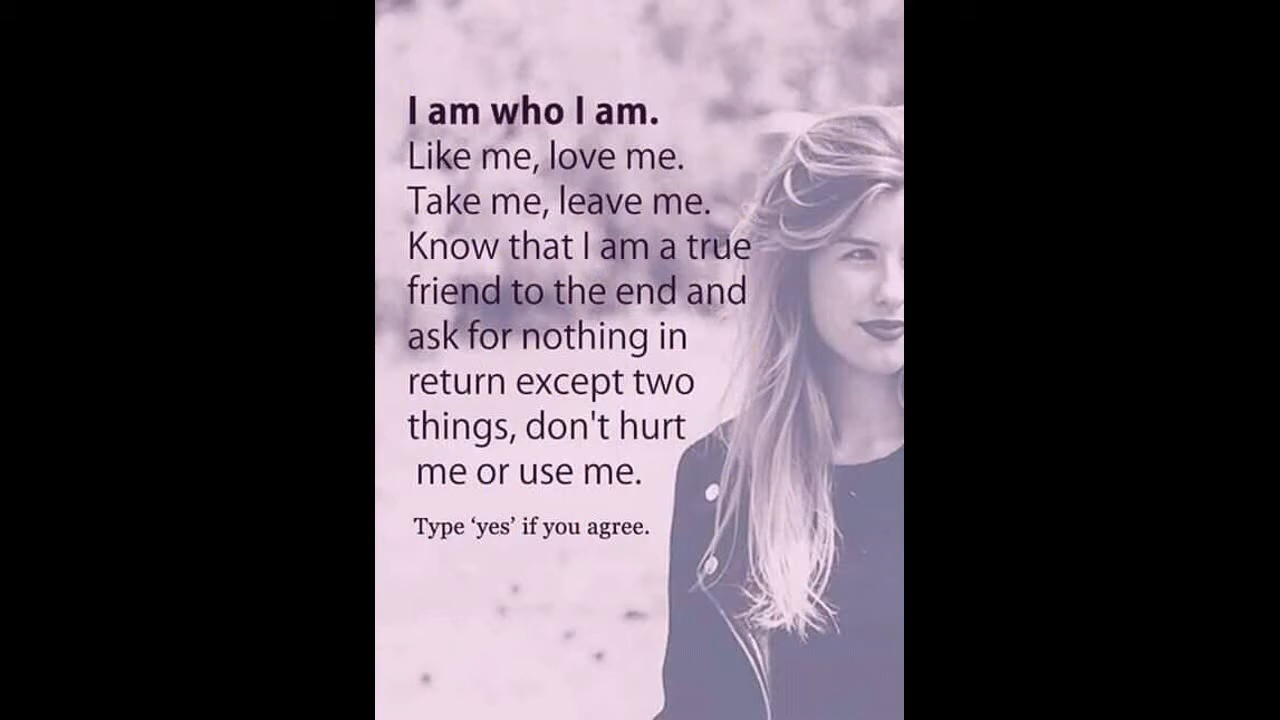 I am who I am.
Like me, love me.
Take me, leave me.
Know that I am a true
friend to the end and
ask for nothing in
return except two
things, don't hurt
me or use me.
Type ‘yes’ if you agree.